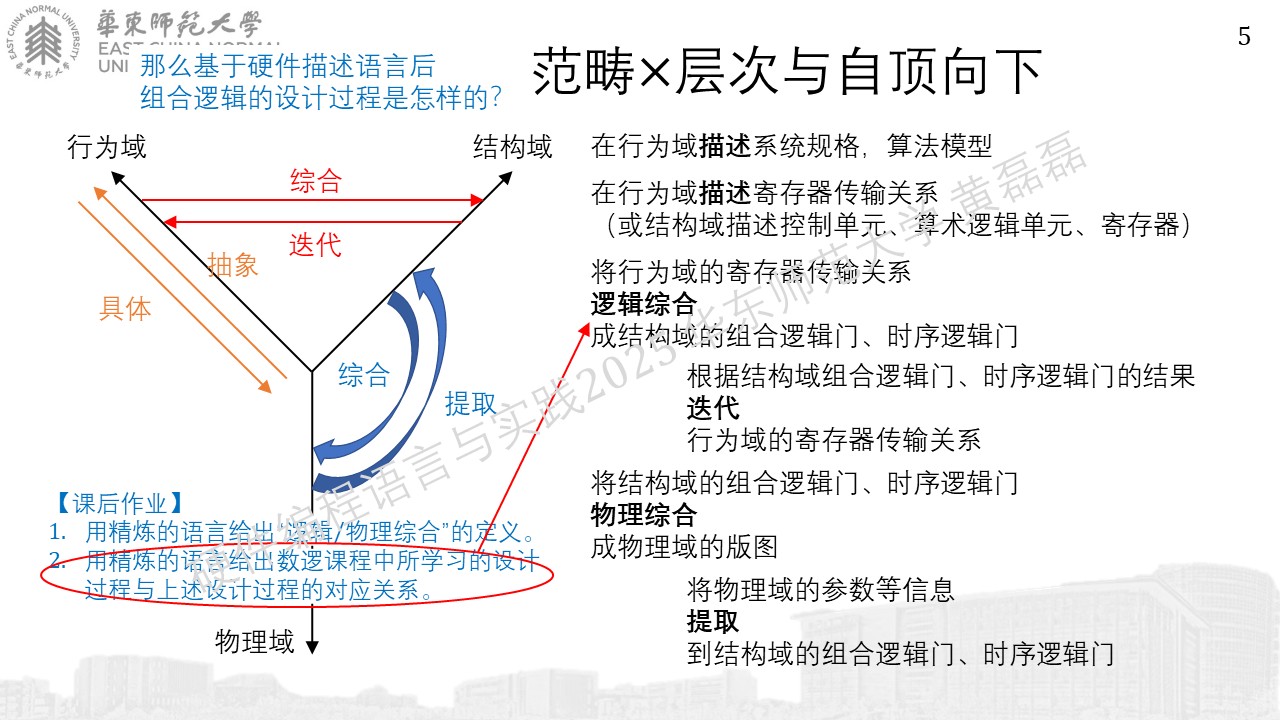 華東師範大學
EAST CHINA NORMAL
UNI
EAST CHINA NORMAL UNIVERSITY
華東師範大學
5
那么基于硬件描述语言后
组合逻辑的设计过程是怎样的?
范畴×层次与自顶向下
行为域
结构域
综合
迭代
抽象
具体
综合
提取
物理域
【课后作业】
1. 用精炼的语言给出“逻辑/物理综合”的定义。
2. 用精炼的语言给出数逻课程中所学习的设计
过程与上述设计过程的对应关系。
在行为域描述系统规格，算法模型
在行为域描述寄存器传输关系
（或结构域描述控制单元、算术逻辑单元、寄存器）
将行为域的寄存器传输关系
逻辑综合
成结构域的组合逻辑门、时序逻辑门
根据结构域组合逻辑门、时序逻辑门的结果
迭代
行为域的寄存器传输关系
将结构域的组合逻辑门、时序逻辑门
物理综合
成物理域的版图
将物理域的参数等信息
提取
到结构域的组合逻辑门、时序逻辑门
硬件编程语言与实践2025 华东师范大学 黄磊磊